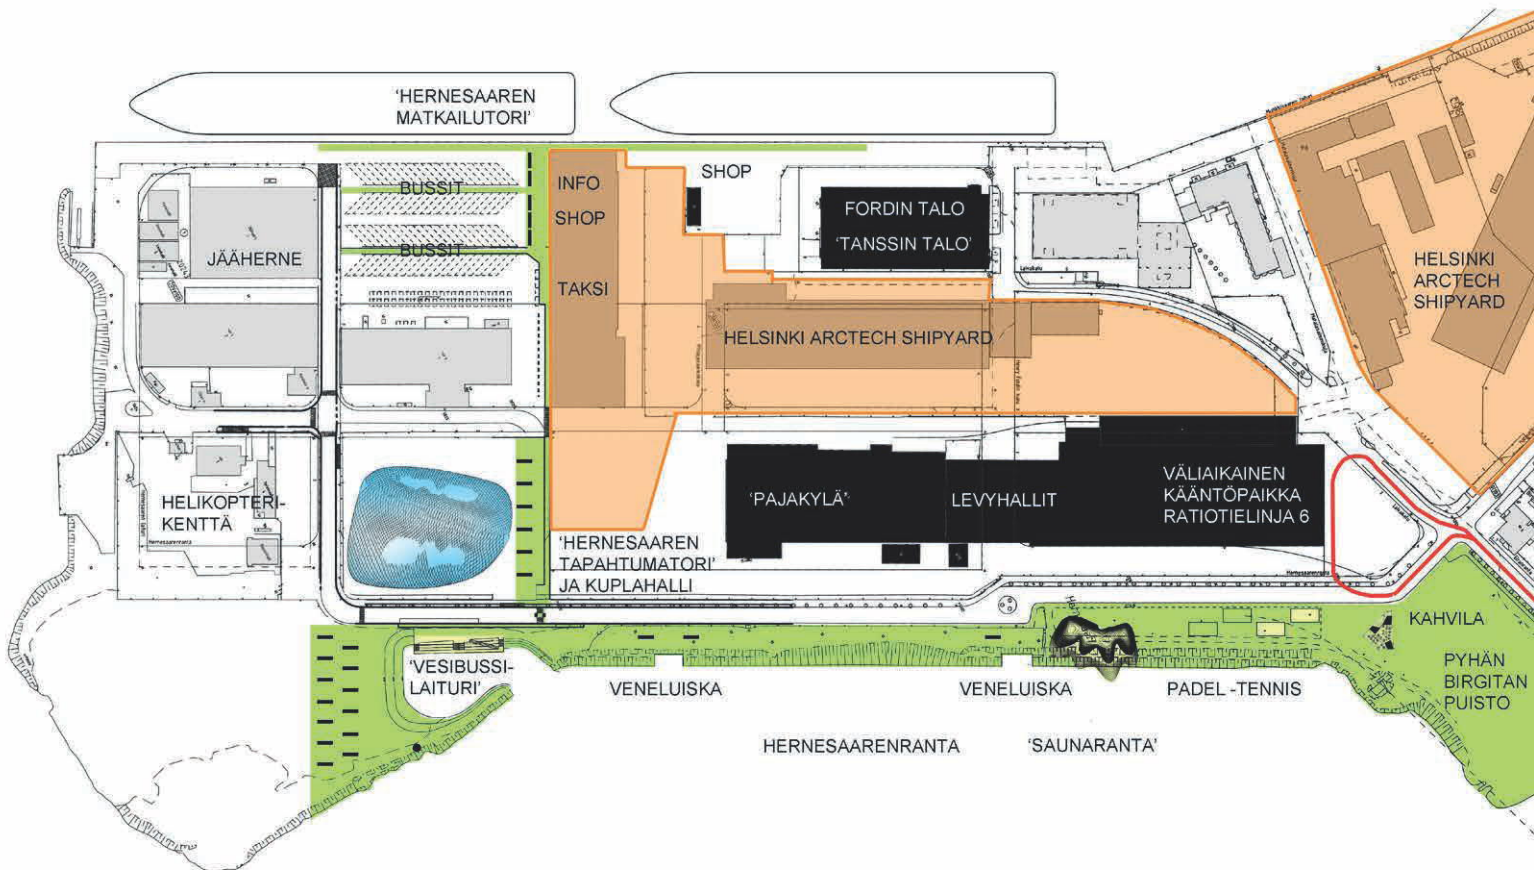 'HERNESAAREN
MATKAILUTORI'
BUSSIT
BUSSIT
INFO
SHOP
TAKSI
SHOP
FORDIN TALO
'TANSSIN TALO'
JÄÄHERNE
HELSINKI
ARCTECH
SHIPYARD
HELSINKI ARCTECH SHIPYARD
HELIKOPTERI-
KENTTÄ
'PAJAKYLÄ'
LEVYHALLIT
VÄLIAIKAINEN
KÄÄNTÖPAIKKA
RATIOTIELINJA 6
'HERNESAAREN
TAPAHTUMATORI'
JA KUPLAHALLI
'VESIBUSSI-
LAITURI'
VENELUISKA
VENELUISKA
PADEL -TENNIS
KAHVILA
PYHÄN
BIRGITAN
PUISTO
HERNESAARENRANTA
'SAUNARANTA'